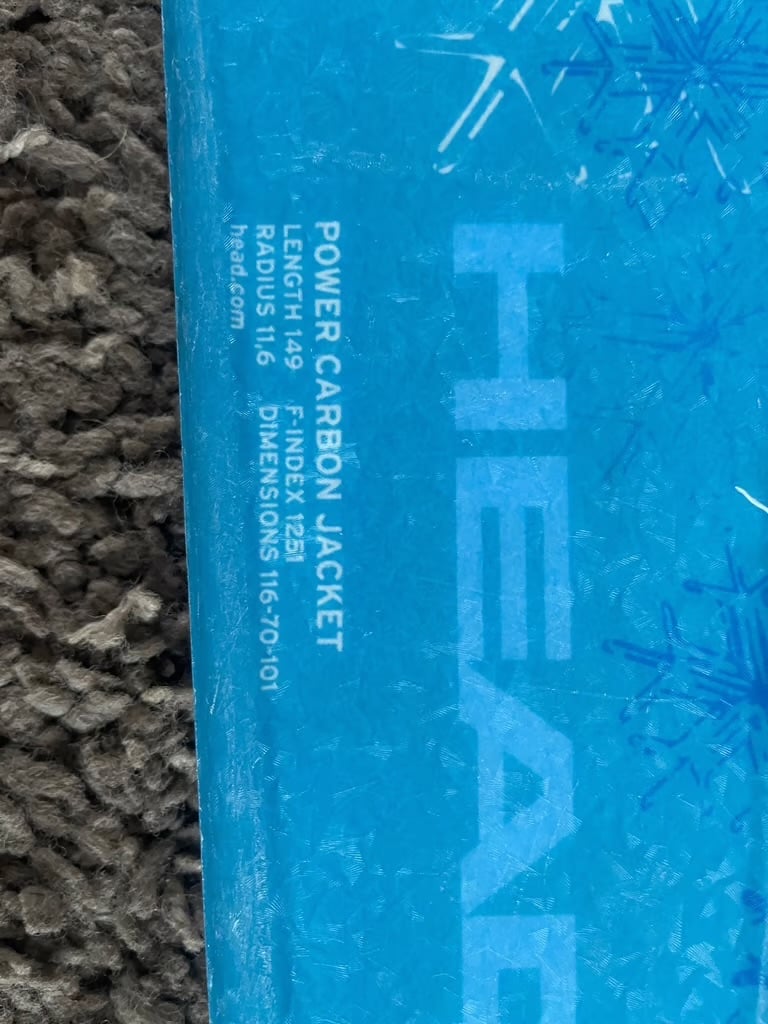 POWER CARBON JACKET
LENGTH 149 F-INDEX 1251
RADIUS 11,6 DIMENSIONS 116-70-101
head.com
HEAD